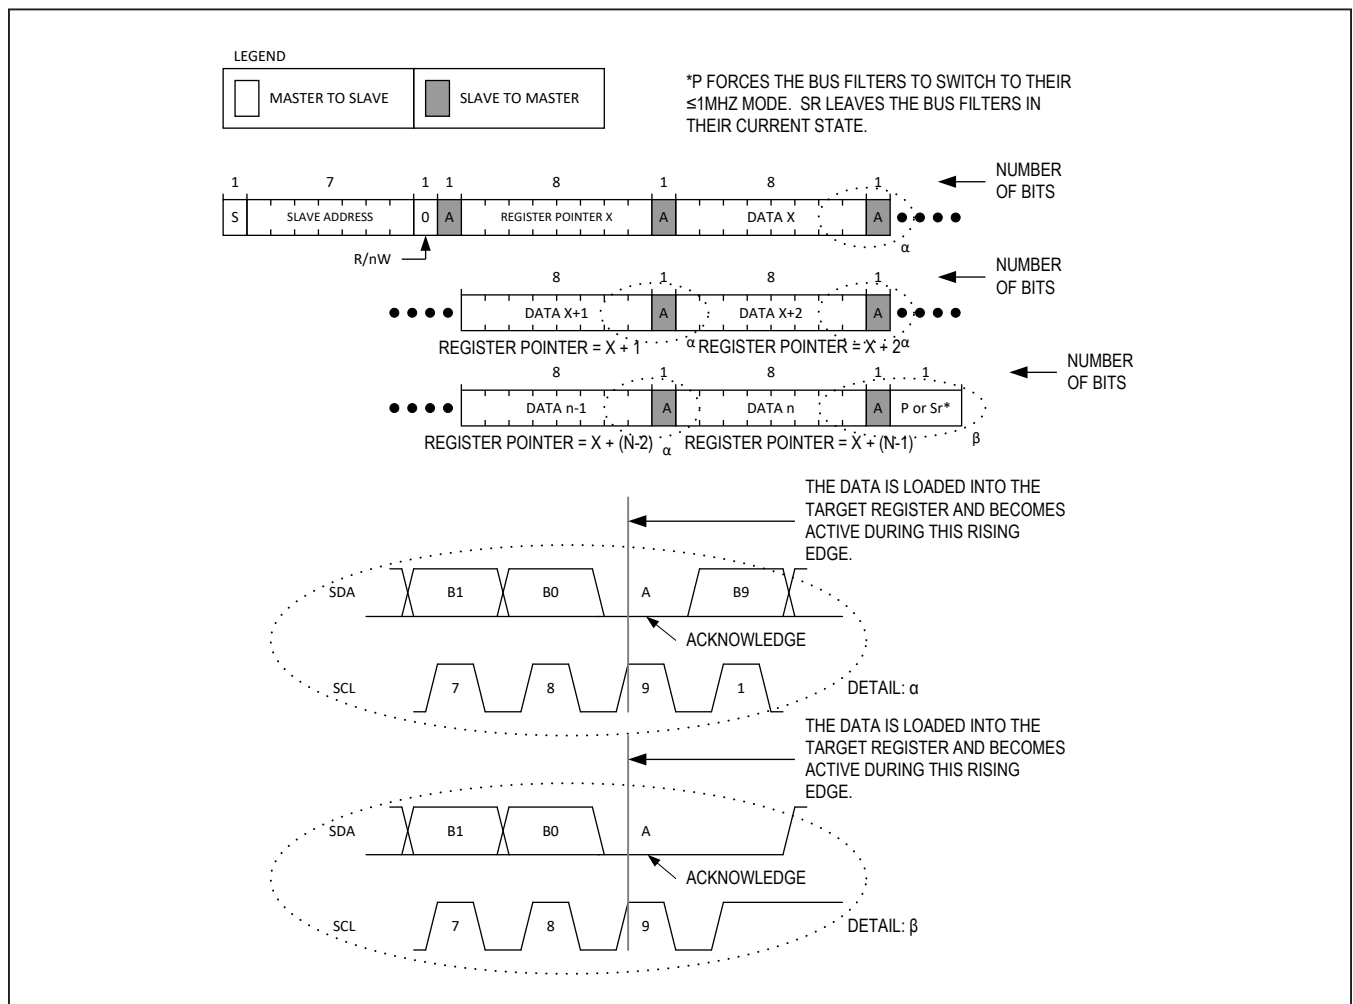 LEGEND
MASTER TO SLAVE
SLAVE TO MASTER
*P FORCES THE BUS FILTERS TO SWITCH TO THEIR
≤1MHZ MODE. SR LEAVES THE BUS FILTERS IN
THEIR CURRENT STATE.
1 7 1 1 8 1 8 1
NUMBER
OF BITS
S SLAVE ADDRESS 0 A REGISTER POINTER X A DATA X A
α
R/nW
8 1 8 1
NUMBER
OF BITS
DATA X+1 A DATA X+2 A
REGISTER POINTER = X + 1 α REGISTER POINTER = X + 2 α
8 1 8 1 1
NUMBER
OF BITS
DATA n-1 A DATA n A P or Sr*
REGISTER POINTER = X + (N-2) α REGISTER POINTER = X + (N-1) β
THE DATA IS LOADED INTO THE
TARGET REGISTER AND BECOMES
ACTIVE DURING THIS RISING
EDGE.
SDA B1 B0 A B9
ACKNOWLEDGE
SCL 7 8 9 1
DETAIL: α
THE DATA IS LOADED INTO THE
TARGET REGISTER AND BECOMES
ACTIVE DURING THIS RISING
EDGE.
SDA B1 B0 A
ACKNOWLEDGE
SCL 7 8 9
DETAIL: β